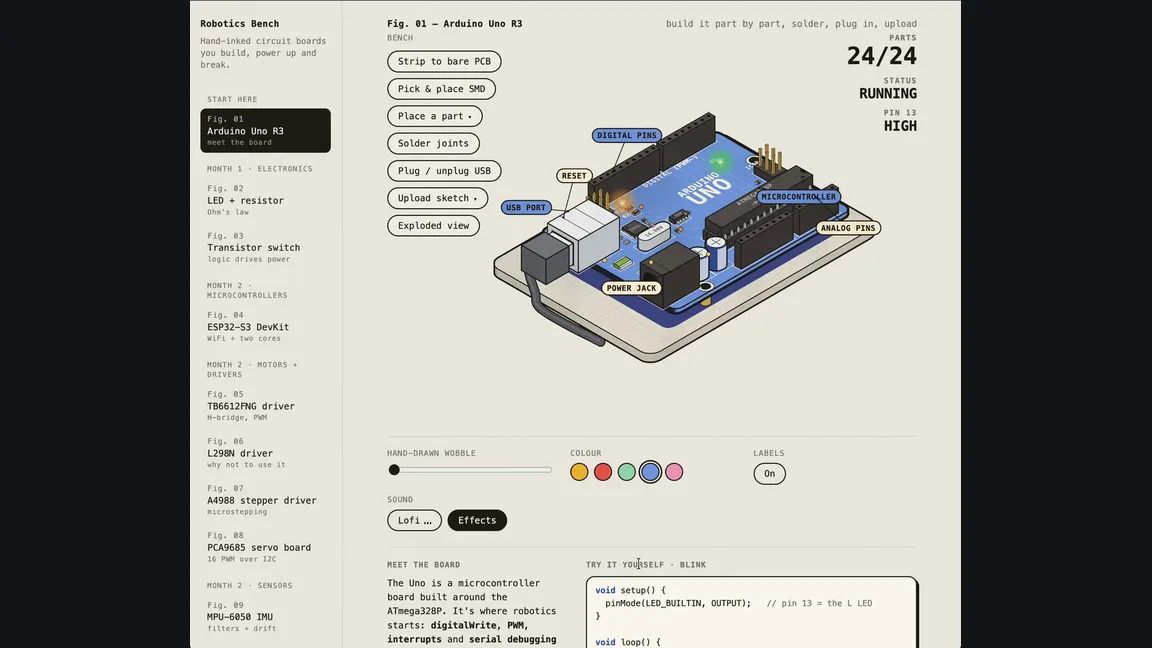 Robotics Bench
Hand-inked circuit boards
you build, power up and
break.
START HERE
Fig. 01
Arduino Uno R3
meet the board
MONTH 1 · ELECTRONICS
Fig. 02
LED + resistor
Ohm's law
Fig. 03
Transistor switch
logic drives power
MONTH 2 ·
MICROCONTROLLERS
Fig. 04
ESP32-S3 DevKit
WiFi + two cores
MONTH 2 · MOTORS +
DRIVERS
Fig. 05
TB6612FNG driver
H-bridge, PWM
Fig. 06
L298N driver
why not to use it
Fig. 07
A4988 stepper driver
microstepping
Fig. 08
PCA9685 servo board
16 PWM over I2C
MONTH 2 · SENSORS
Fig. 09
MPU-6050 IMU
filters + drift
Fig. 01 — Arduino Uno R3
build it part by part, solder, plug in, upload
BENCH
Strip to bare PCB
Pick & place SMD
Place a part ▾
Solder joints
Plug / unplug USB
Upload sketch ▾
Exploded view
PARTS
24/24
STATUS
RUNNING
PIN 13
HIGH
DIGITAL PINS
RESET
USB PORT
MICROCONTROLLER
ANALOG PINS
POWER JACK
ARDUINO
UNO
HAND-DRAWN WOBBLE
COLOUR
LABELS
On
SOUND
Lofi …
Effects
MEET THE BOARD
The Uno is a microcontroller
board built around the
ATmega328P. It's where robotics
starts: digitalWrite, PWM,
interrupts and serial debugging
TRY IT YOURSELF · BLINK
void setup() {
  pinMode(LED_BUILTIN, OUTPUT);   // pin 13 = the L LED
}
void loop() {